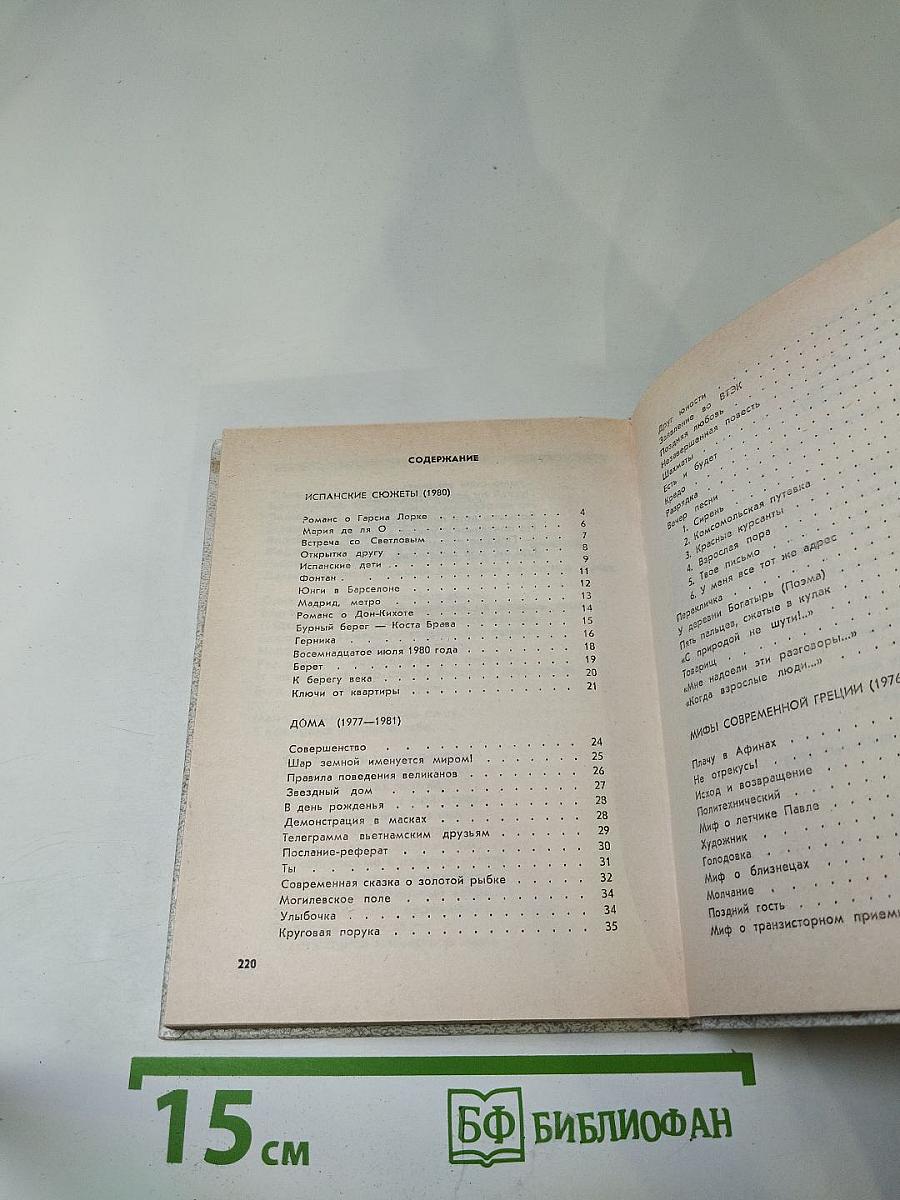 СОДЕРЖАНИЕ
ИСПАНСКИЕ СЮЖЕТЫ (1980)
Романс о Гарсиа Лорке . . . . . . . . . 4
Мария де ля О . . . . . . . . . . . 6
Встреча со Светловым . . . . . . . . . 7
Открытка другу . . . . . . . . . . . 8
Испанские дети . . . . . . . . . . . 9
Фонтан . . . . . . . . . . . . . 11
Юнги в Барселоне . . . . . . . . . . 12
Мадрид, метро . . . . . . . . . . . 13
Романс о Дон-Кихоте . . . . . . . . . 14
Бурный берег — Коста Брава . . . . . . . 15
Герника . . . . . . . . . . . . . 16
Восемнадцатое июля 1980 года . . . . . . . 18
Берет . . . . . . . . . . . . . . 19
К берегу века . . . . . . . . . . . 20
Ключи от квартиры . . . . . . . . . . 21
ДОМА (1977—1981)
Совершенство . . . . . . . . . . . 24
Шар земной именуется миром! . . . . . . . 25
Правила поведения великанов . . . . . . . 26
Звездный дом . . . . . . . . . . . 27
В день рожденья . . . . . . . . . . 28
Демонстрация в масках . . . . . . . . . 28
Телеграмма вьетнамским друзьям . . . . . . 29
Послание-реферат . . . . . . . . . . 30
Ты . . . . . . . . . . . . . . 31
Современная сказка о золотой рыбке . . . . . 32
Могилевское поле . . . . . . . . . . 34
Улыбочка . . . . . . . . . . . . . 34
Круговая порука . . . . . . . . . . . 35
220
Друг юности
Заявление во ВТЭК
Поздняя любовь
Незавершенная повесть
Шахматы
Есть и будет
Кредо
Разрядка
Вечер песни
1. Сирень
2. Комсомольская путевка
3. Красные курсанты
4. Взрослая пора
5. Твое письмо
6. У меня все тот же адрес
Перекличка
У деревни Богатырь (Поэма)
Пять пальцев, сжатые в кулак
«С природой не шути!..»
Товарищ
«Мне надоели эти разговоры...»
«Когда взрослые люди...»
МИФЫ СОВРЕМЕННОЙ ГРЕЦИИ (1976
Плачу в Афинах
Не отрекусь!
Исход и возвращение
Политехнический
Миф о летчике Павле
Художник
Голодовка
Миф о близнецах
Молчание
Поздний гость
Миф о транзисторном прием
15 см
БФ БИБЛИОФАН